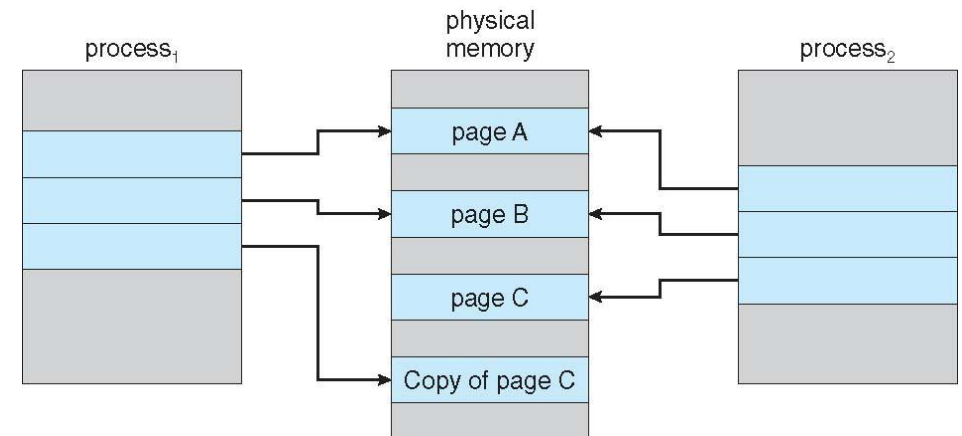 process₁
physical
memory
process₂
page A
page B
page C
Copy of page C